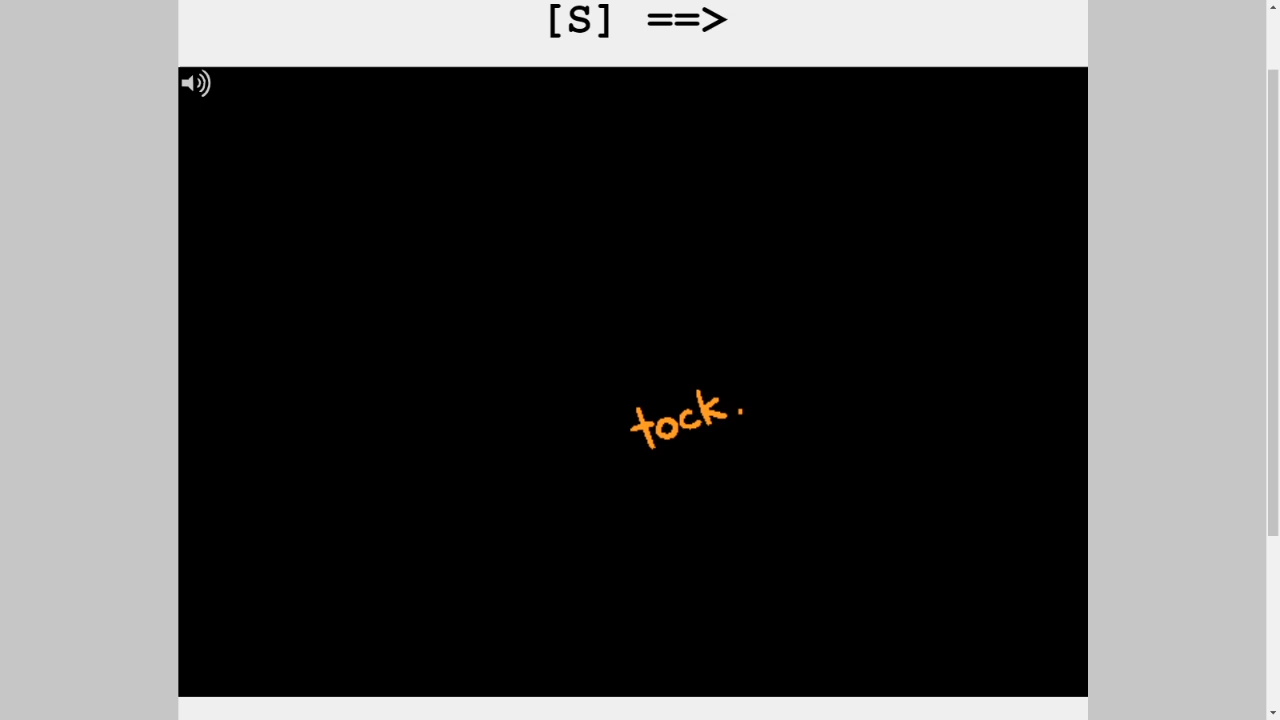 [S] ==>
tock.